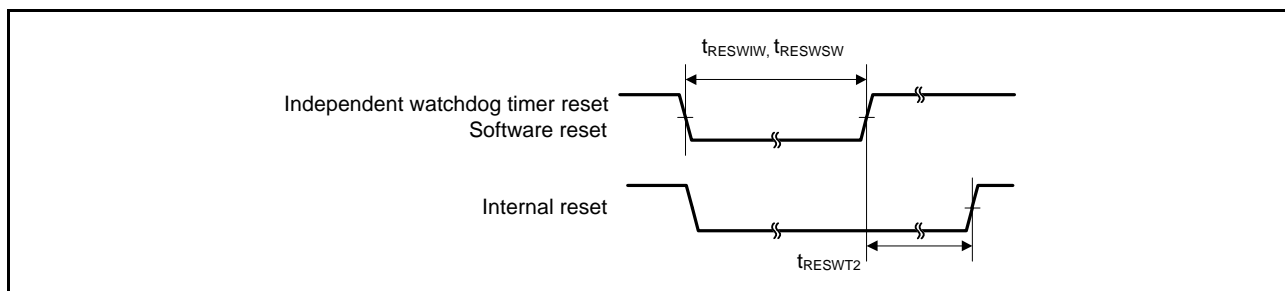 tRESWIW, tRESWSW
Independent watchdog timer reset
Software reset
Internal reset
tRESWT2